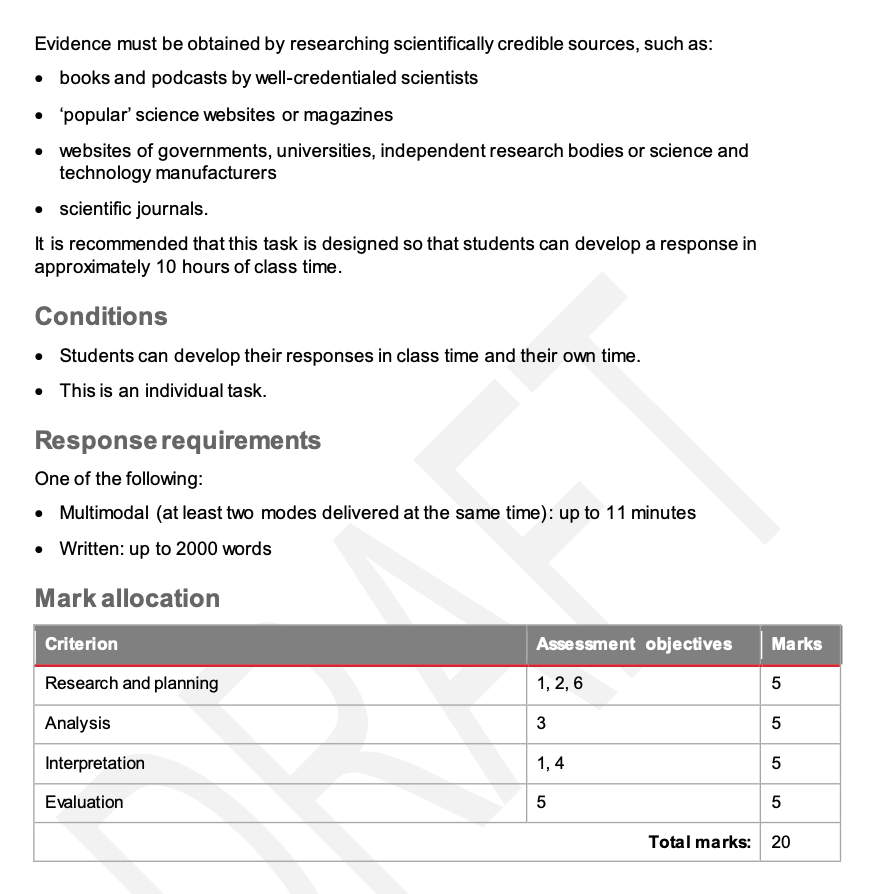 Evidence must be obtained by researching scientifically credible sources, such as:
• books and podcasts by well-credentialed scientists
• ‘popular’ science websites or magazines
• websites of governments, universities, independent research bodies or science and
technology manufacturers
• scientific journals.
It is recommended that this task is designed so that students can develop a response in
approximately 10 hours of class time.
Conditions
• Students can develop their responses in class time and their own time.
• This is an individual task.
Response requirements
One of the following:
• Multimodal (at least two modes delivered at the same time): up to 11 minutes
• Written: up to 2000 words
Mark allocation
Criterion Assessment objectives Marks
Research and planning 1, 2, 6 5
Analysis 3 5
Interpretation 1, 4 5
Evaluation 5 5
Total marks: 20
DRAFT